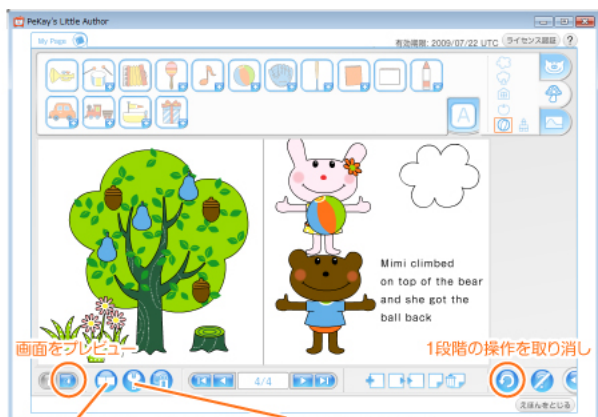 PeKay's Little Author
My Page
有効期限: 2009/07/22 UTC
ライセンス認証
?
A
Mimi climbed
on top of the bear
and she got the
ball back
画面をプレビュー
1段階の操作を取り消し
4/4
えほんをとじる